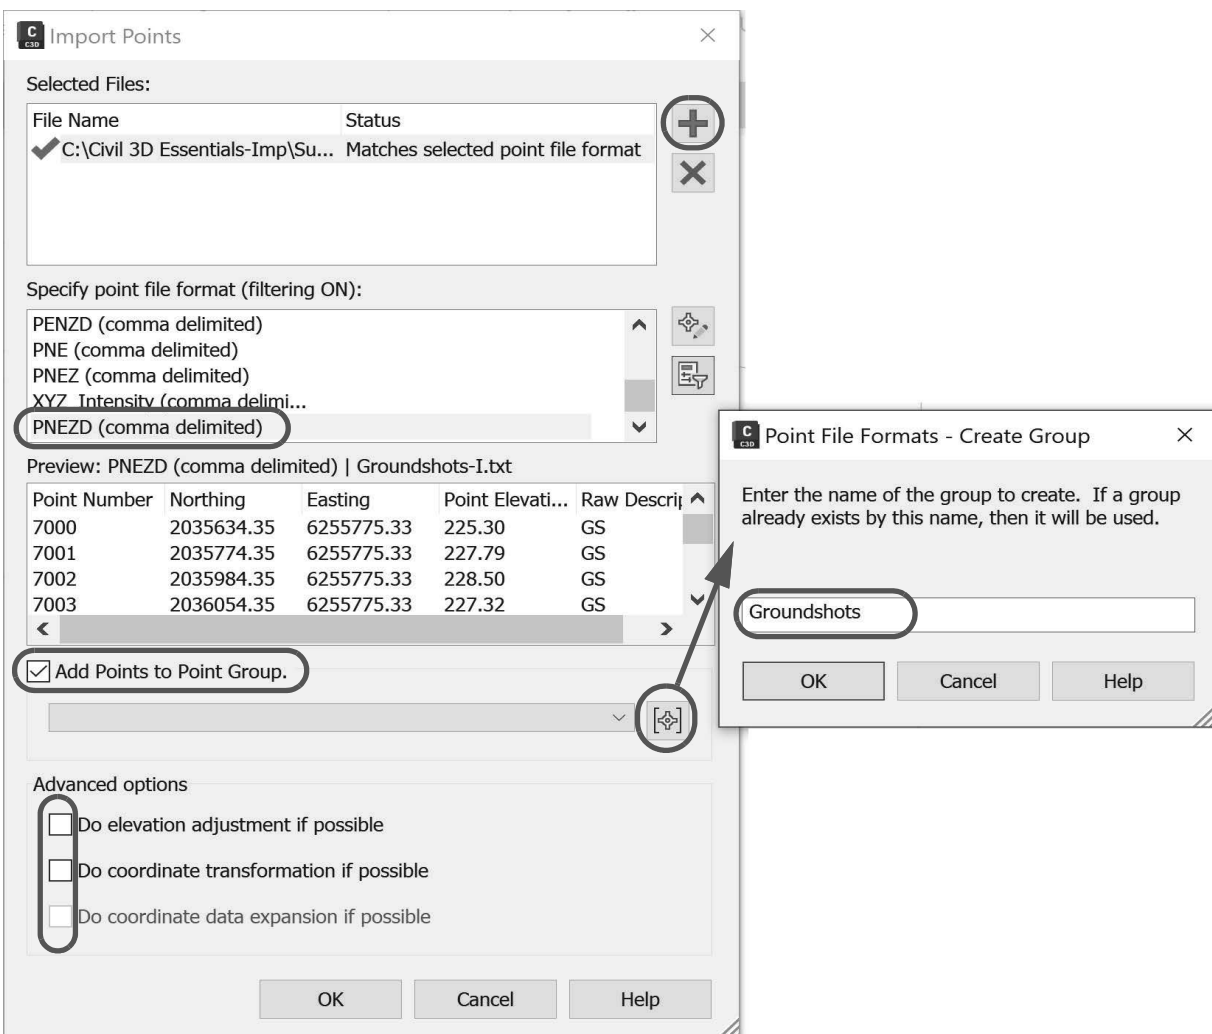 C
C3D
Import Points
Selected Files:
File Name Status
C:\Civil 3D Essentials-Imp\Su... Matches selected point file format
Specify point file format (filtering ON):
PENZD (comma delimited)
PNE (comma delimited)
PNEZ (comma delimited)
XYZ_Intensity (comma delimi...
PNEZD (comma delimited)
Preview: PNEZD (comma delimited) | Groundshots-I.txt
Point Number Northing Easting Point Elevati... Raw Descrip
7000 2035634.35 6255775.33 225.30 GS
7001 2035774.35 6255775.33 227.79 GS
7002 2035984.35 6255775.33 228.50 GS
7003 2036054.35 6255775.33 227.32 GS
Add Points to Point Group.
Advanced options
Do elevation adjustment if possible
Do coordinate transformation if possible
Do coordinate data expansion if possible
OK Cancel Help
C
C3D
Point File Formats - Create Group
Enter the name of the group to create. If a group
already exists by this name, then it will be used.
Groundshots
OK Cancel Help